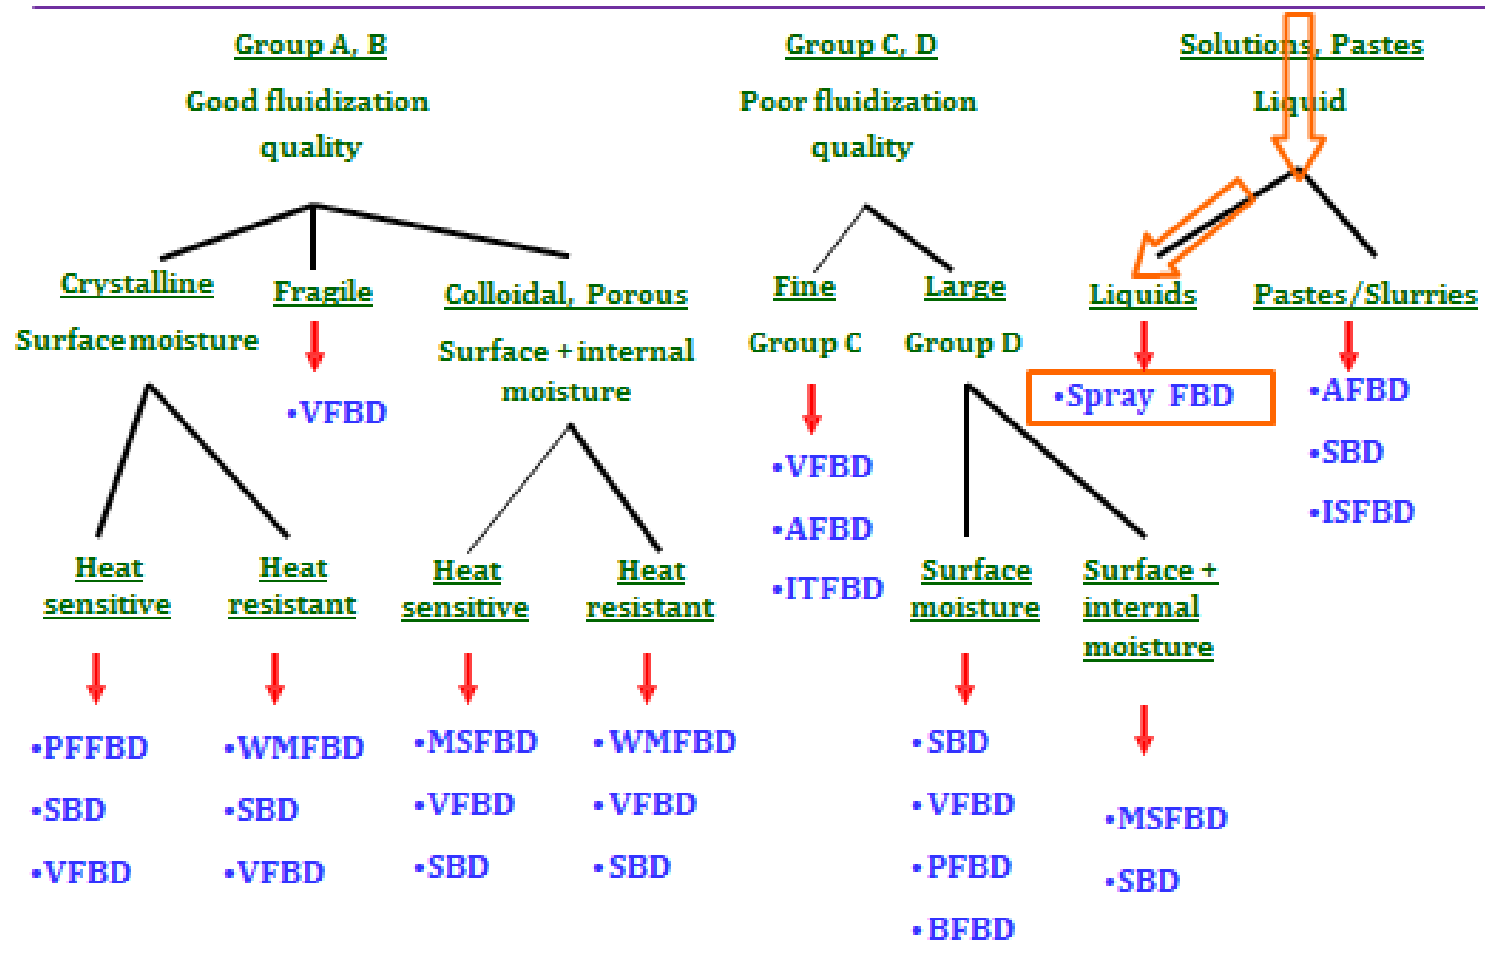 Group A, B
Good fluidization
quality
Crystalline
Surface moisture
Fragile
•VFBD
Colloidal, Porous
Surface + internal
moisture
Heat
sensitive
•PFFBD
•SBD
•VFBD
Heat
resistant
•WMFBD
•SBD
•VFBD
Heat
sensitive
•MSFBD
•VFBD
•SBD
Heat
resistant
•WMFBD
•VFBD
•SBD
Group C, D
Poor fluidization
quality
Fine
Group C
•VFBD
•AFBD
•ITFBD
Large
Group D
Surface
moisture
•SBD
•VFBD
•PFBD
•BFBD
Surface +
internal
moisture
•MSFBD
•SBD
Solutions, Pastes
Liquid
Liquids
•Spray FBD
Pastes/Slurries
•AFBD
•SBD
•ISFBD